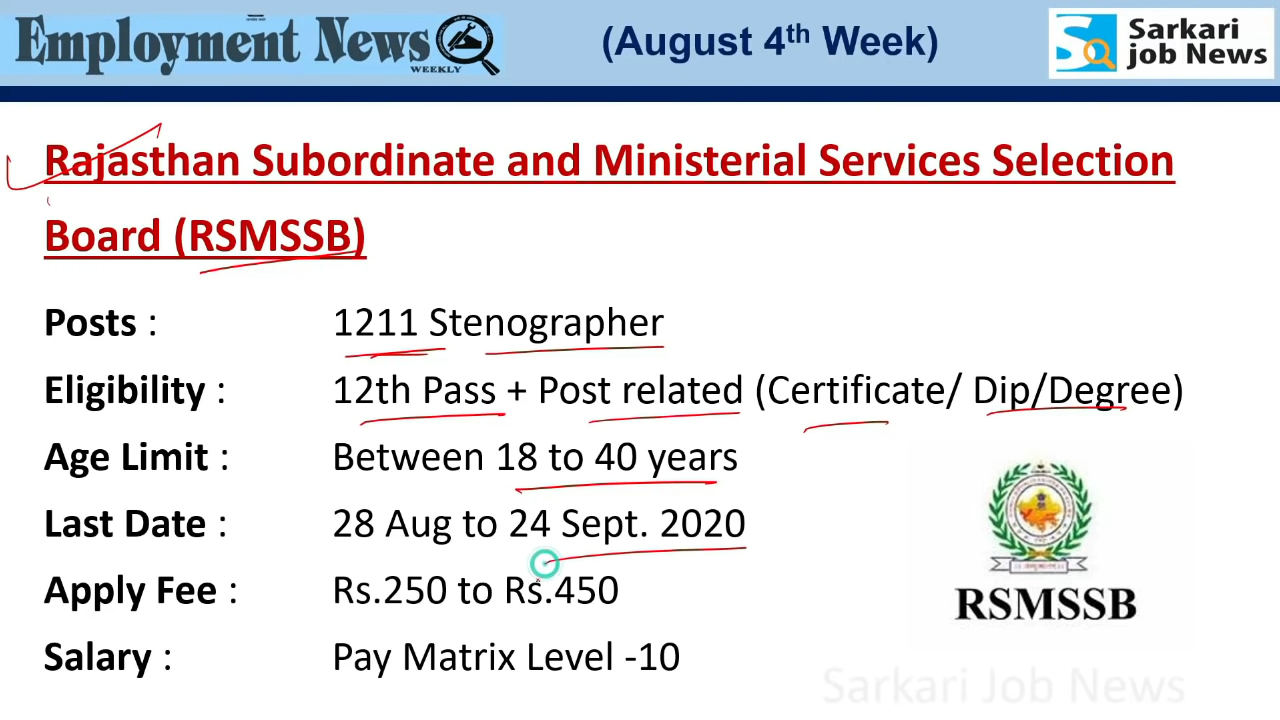 Employment News
WEEKLY
(August 4th Week)
Sarkari
job News
Rajasthan Subordinate and Ministerial Services Selection
Board (RSMSSB)
Posts : 1211 Stenographer
Eligibility : 12th Pass + Post related (Certificate/ Dip/Degree)
Age Limit : Between 18 to 40 years
Last Date : 28 Aug to 24 Sept. 2020
Apply Fee : Rs.250 to Rs.450
Salary : Pay Matrix Level -10
RSMSSB
Sarkari Job News